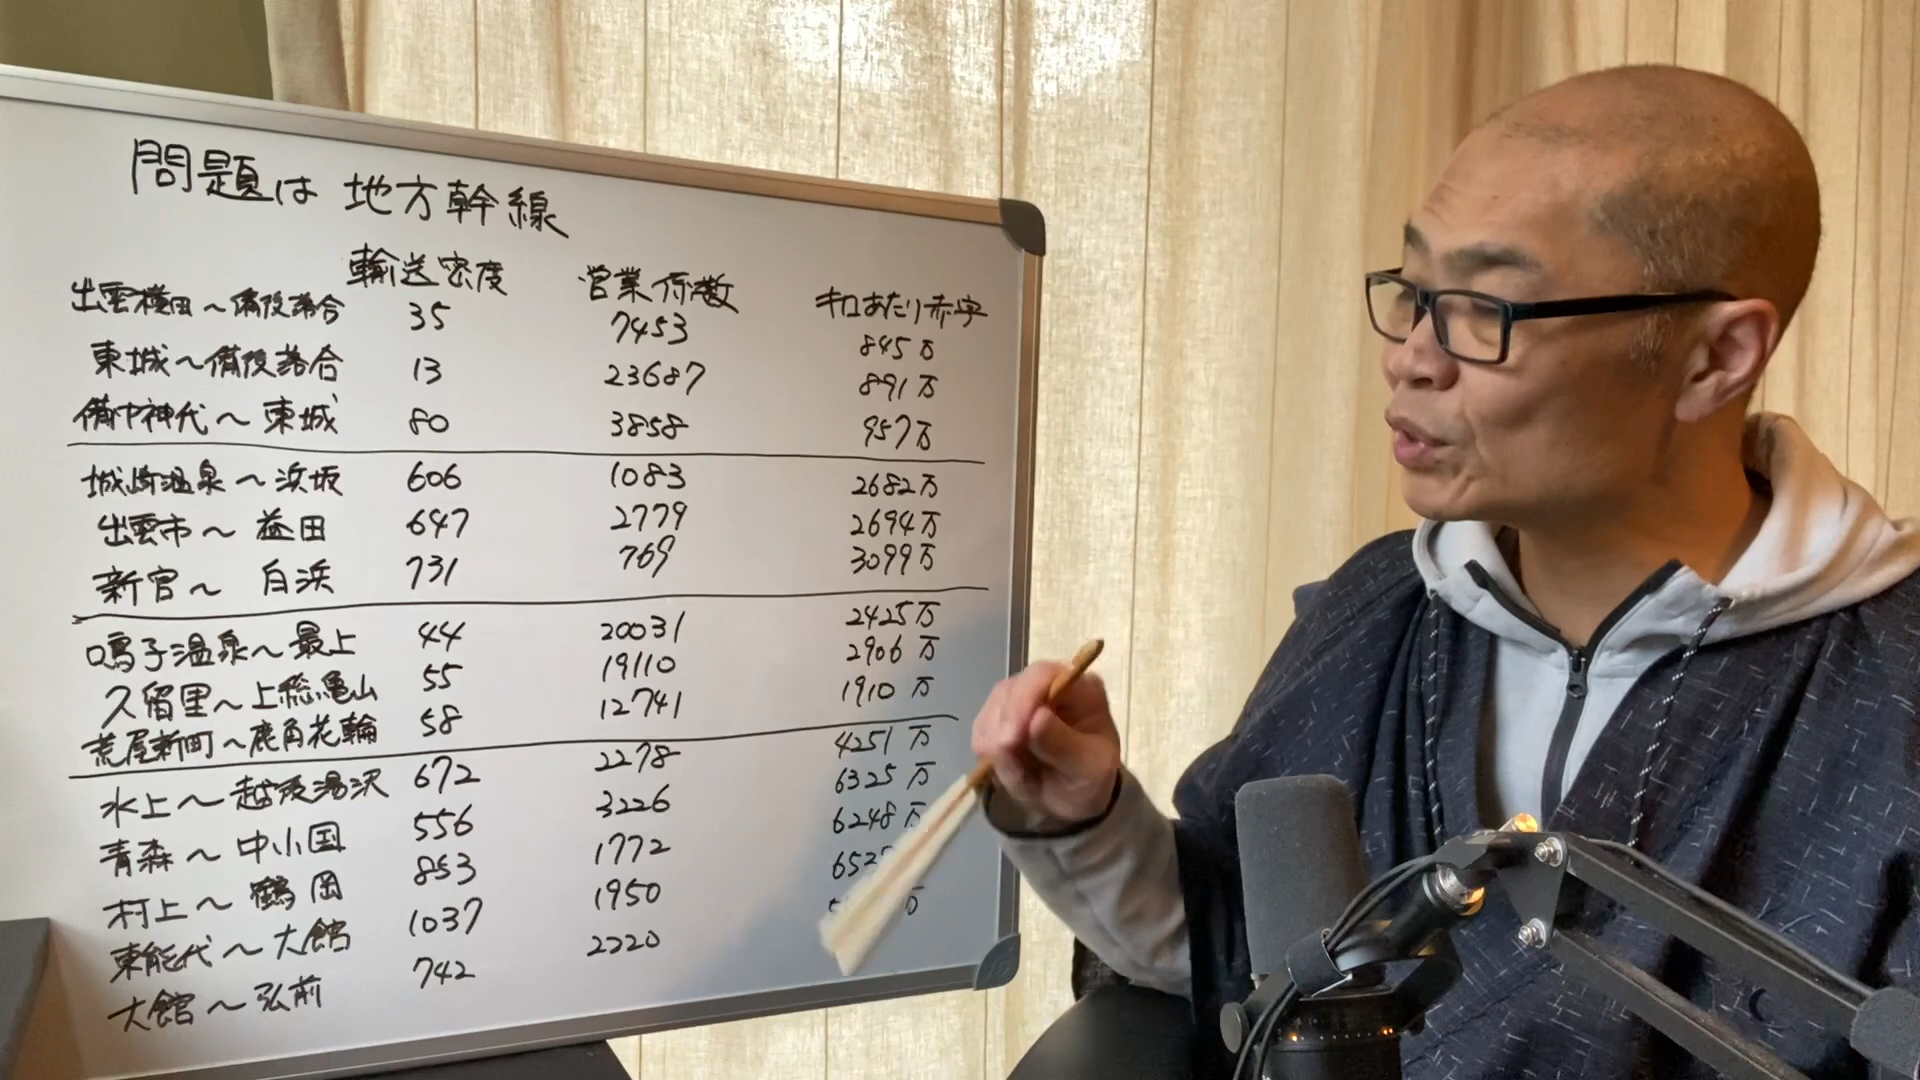 問題は 地方幹線
輸送密度 営業係数 キロあたり赤字
出雲横田～備後落合 35 7453 845万
東城～備後落合 13 23687 891万
備中神代～東城 80 3858 957万
城崎温泉～浜坂 606 1083 2682万
出雲市～益田 647 2779 2694万
新宮～白浜 731 769 3099万
鳴子温泉～最上 44 20031 2425万
久留里～上総亀山 55 19110 2906万
荒屋新町～鹿角花輪 58 12741 1910万
水上～越後湯沢 672 2278 4251万
青森～中小国 556 3226 6325万
村上～鶴岡 853 1772 6248万
東能代～大館 1037 1950
大館～弘前 742 2220 万